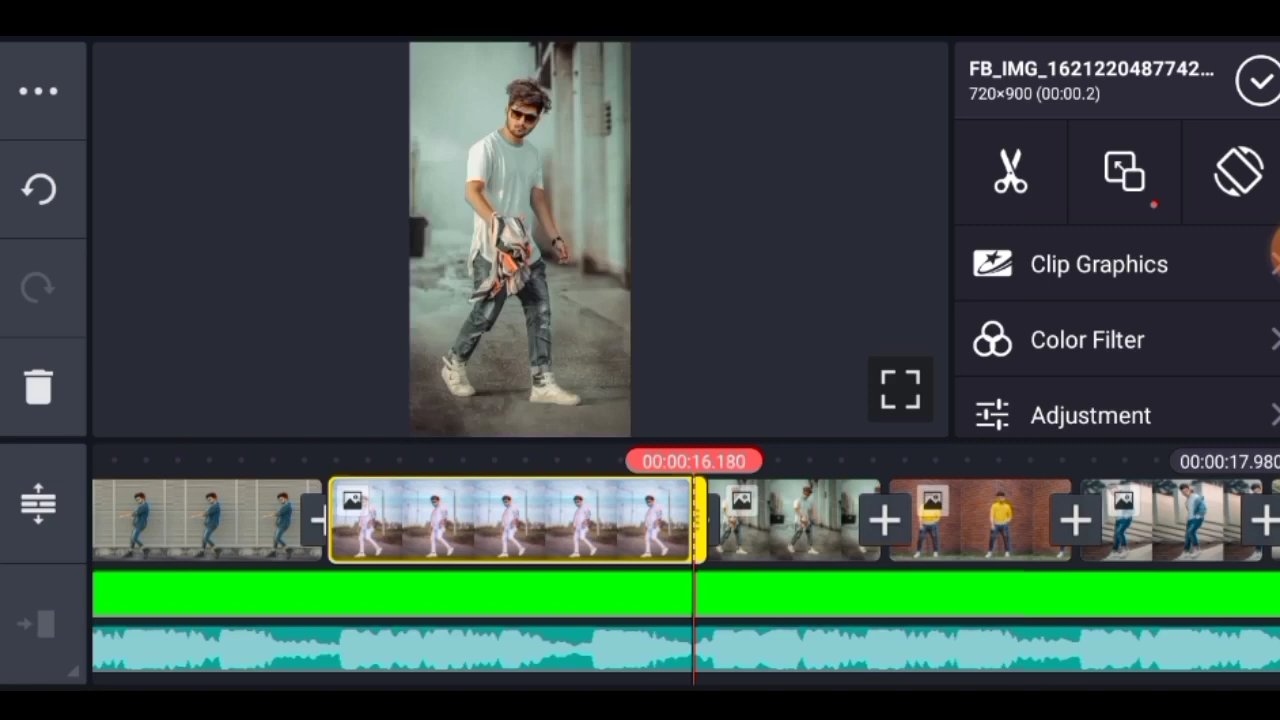 FB_IMG_1621220487742...
720×900 (00:00.2)
Clip Graphics
Color Filter
Adjustment
00:00:16.180
00:00:17.980